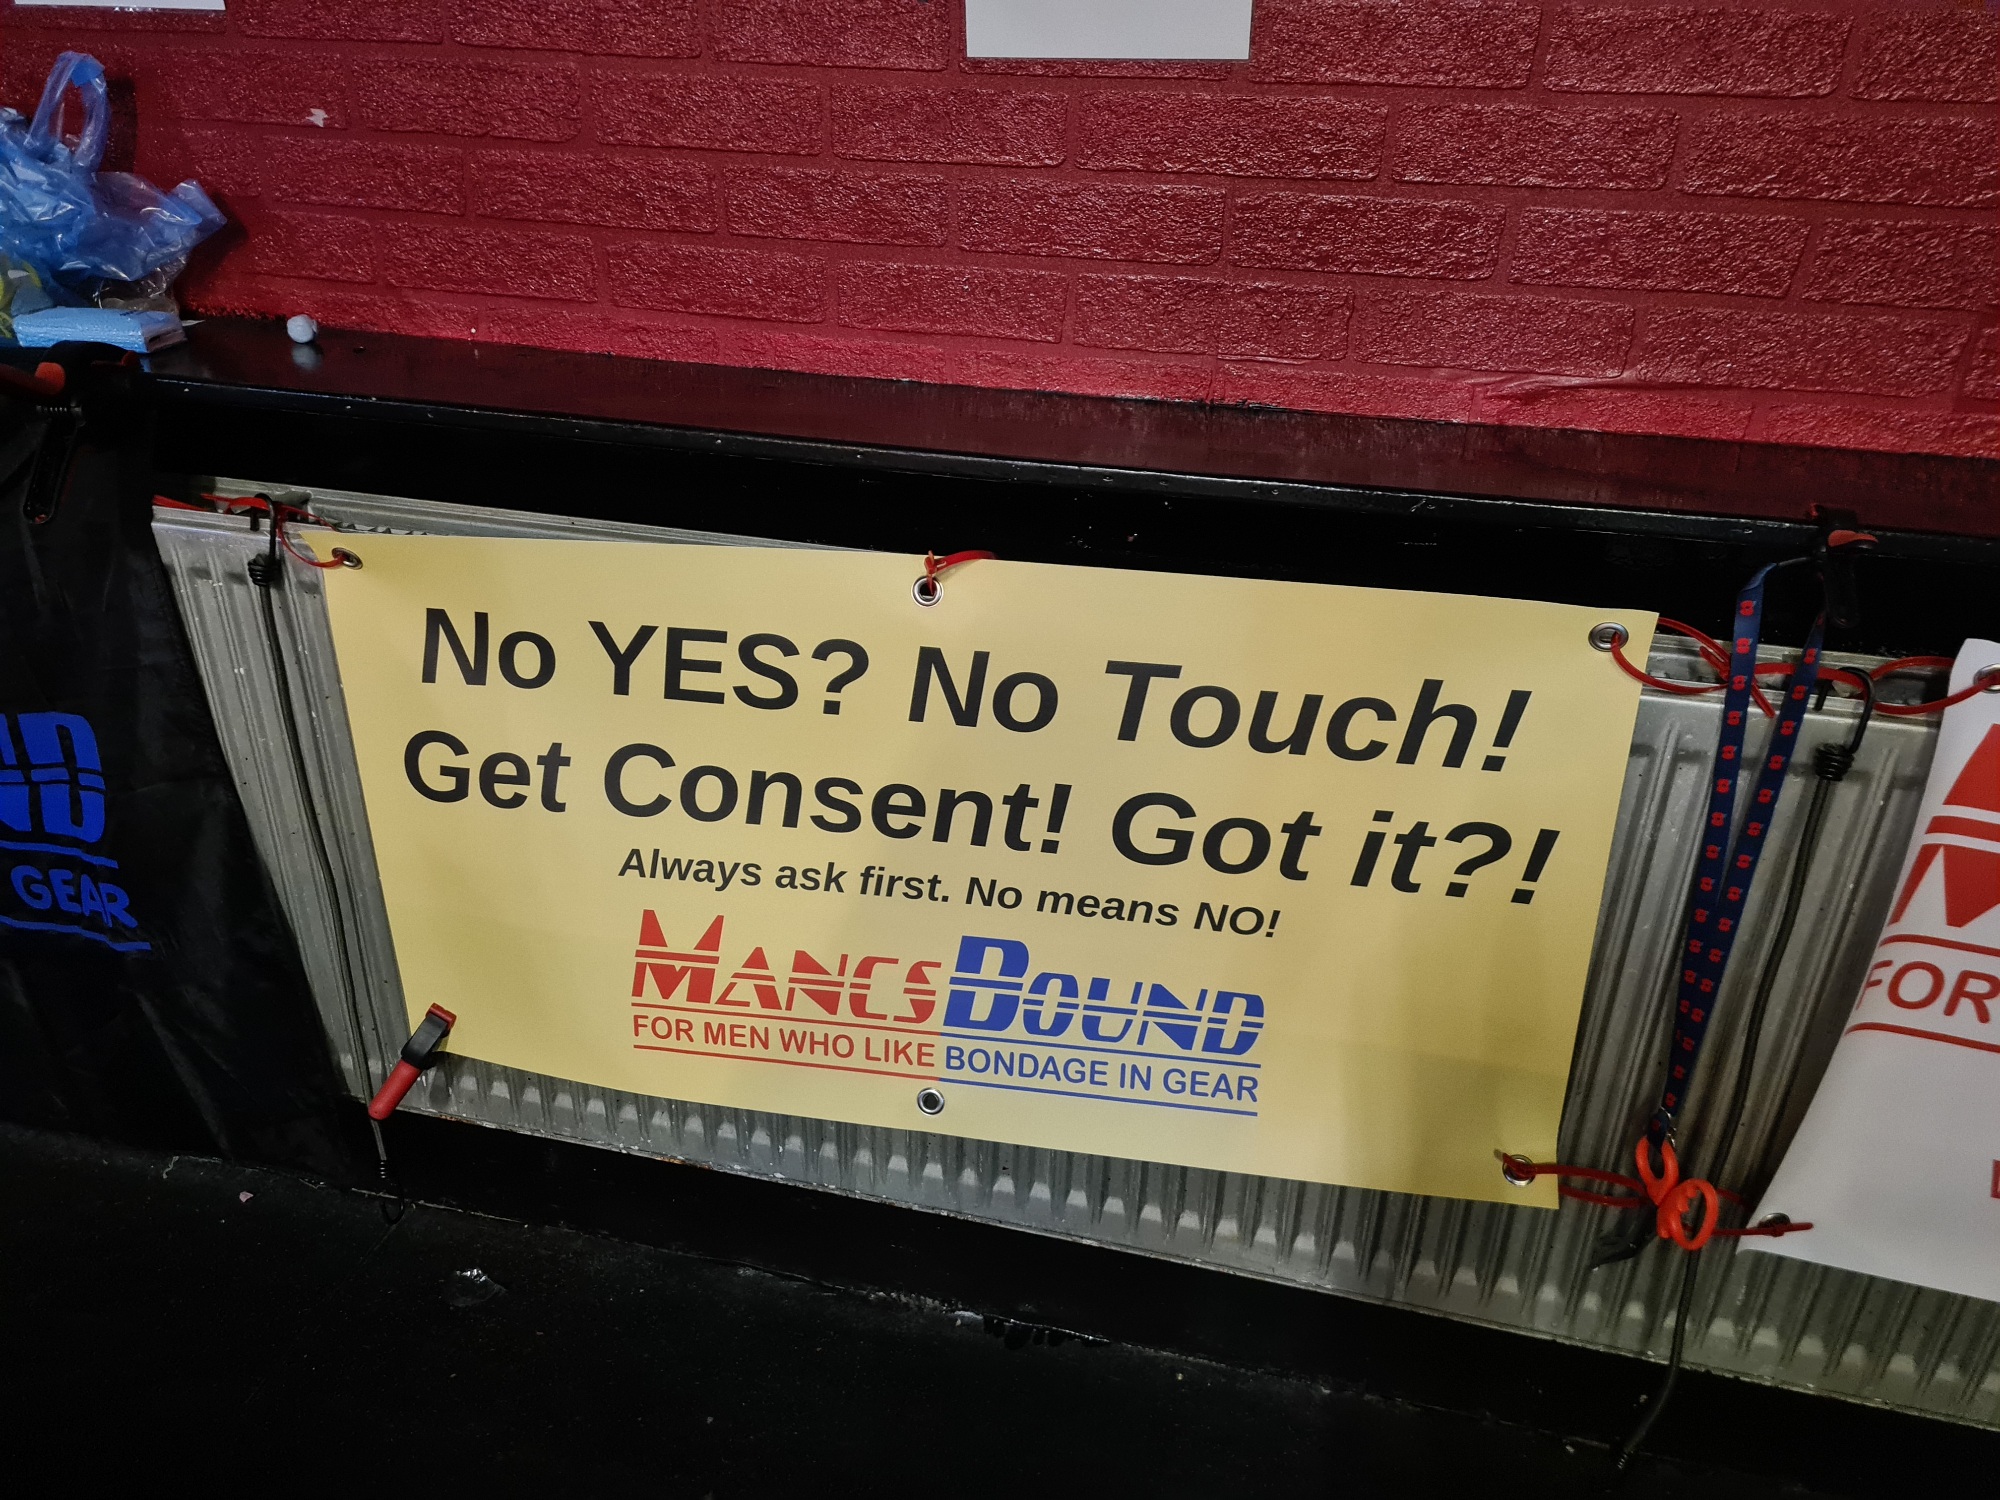 No YES? No Touch!
Get Consent! Got it?!
Always ask first. No means NO!
MANCSBOUND
FOR MEN WHO LIKE BONDAGE IN GEAR
GEAR
FOR